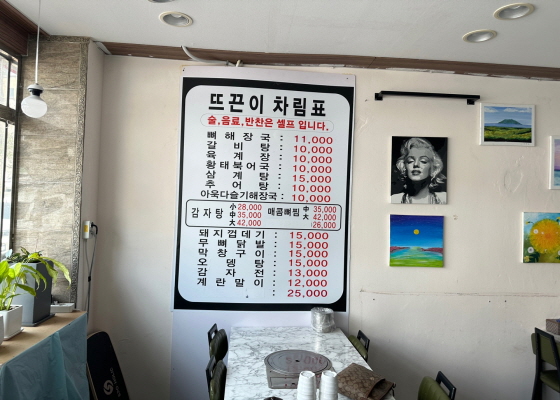 뜨끈이 차림표
술,음료,반찬은 셀프 입니다.
뼈해장국 : 11,000
갈비탕 : 10,000
육계장 : 10,000
황태북어국 : 10,000
삼계탕 : 15,000
추어탕 : 10,000
아욱다슬기해장국 : 10,000
감자탕 小 28,000 中 35,000 大 42,000
매콤뼈찜 中 35,000 大 42,000 :26,000
돼지껍데기 : 15,000
무뼈닭발 : 15,000
막창구이 : 15,000
오뎅탕 : 15,000
감자전 : 13,000
계란말이 : 12,000
: 25,000